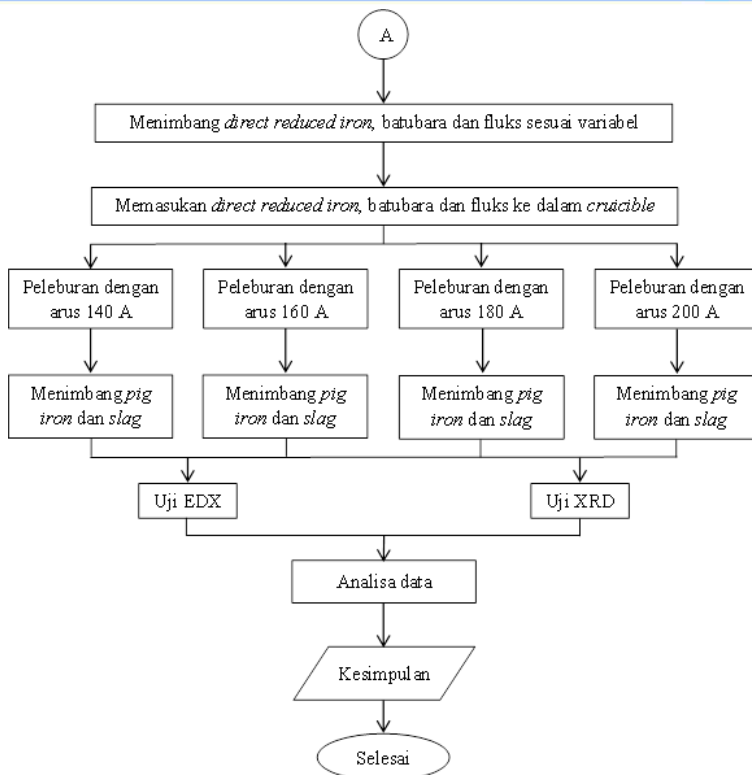 A
Menimbang direct reduced iron, batubara dan fluks sesuai variabel
Memasukan direct reduced iron, batubara dan fluks ke dalam cruicible
Peleburan dengan
arus 140 A
Peleburan dengan
arus 160 A
Peleburan dengan
arus 180 A
Peleburan dengan
arus 200 A
Menimbang pig
iron dan slag
Menimbang pig
iron dan slag
Menimbang pig
iron dan slag
Menimbang pig
iron dan slag
Uji EDX
Uji XRD
Analisa data
Kesimpulan
Selesai